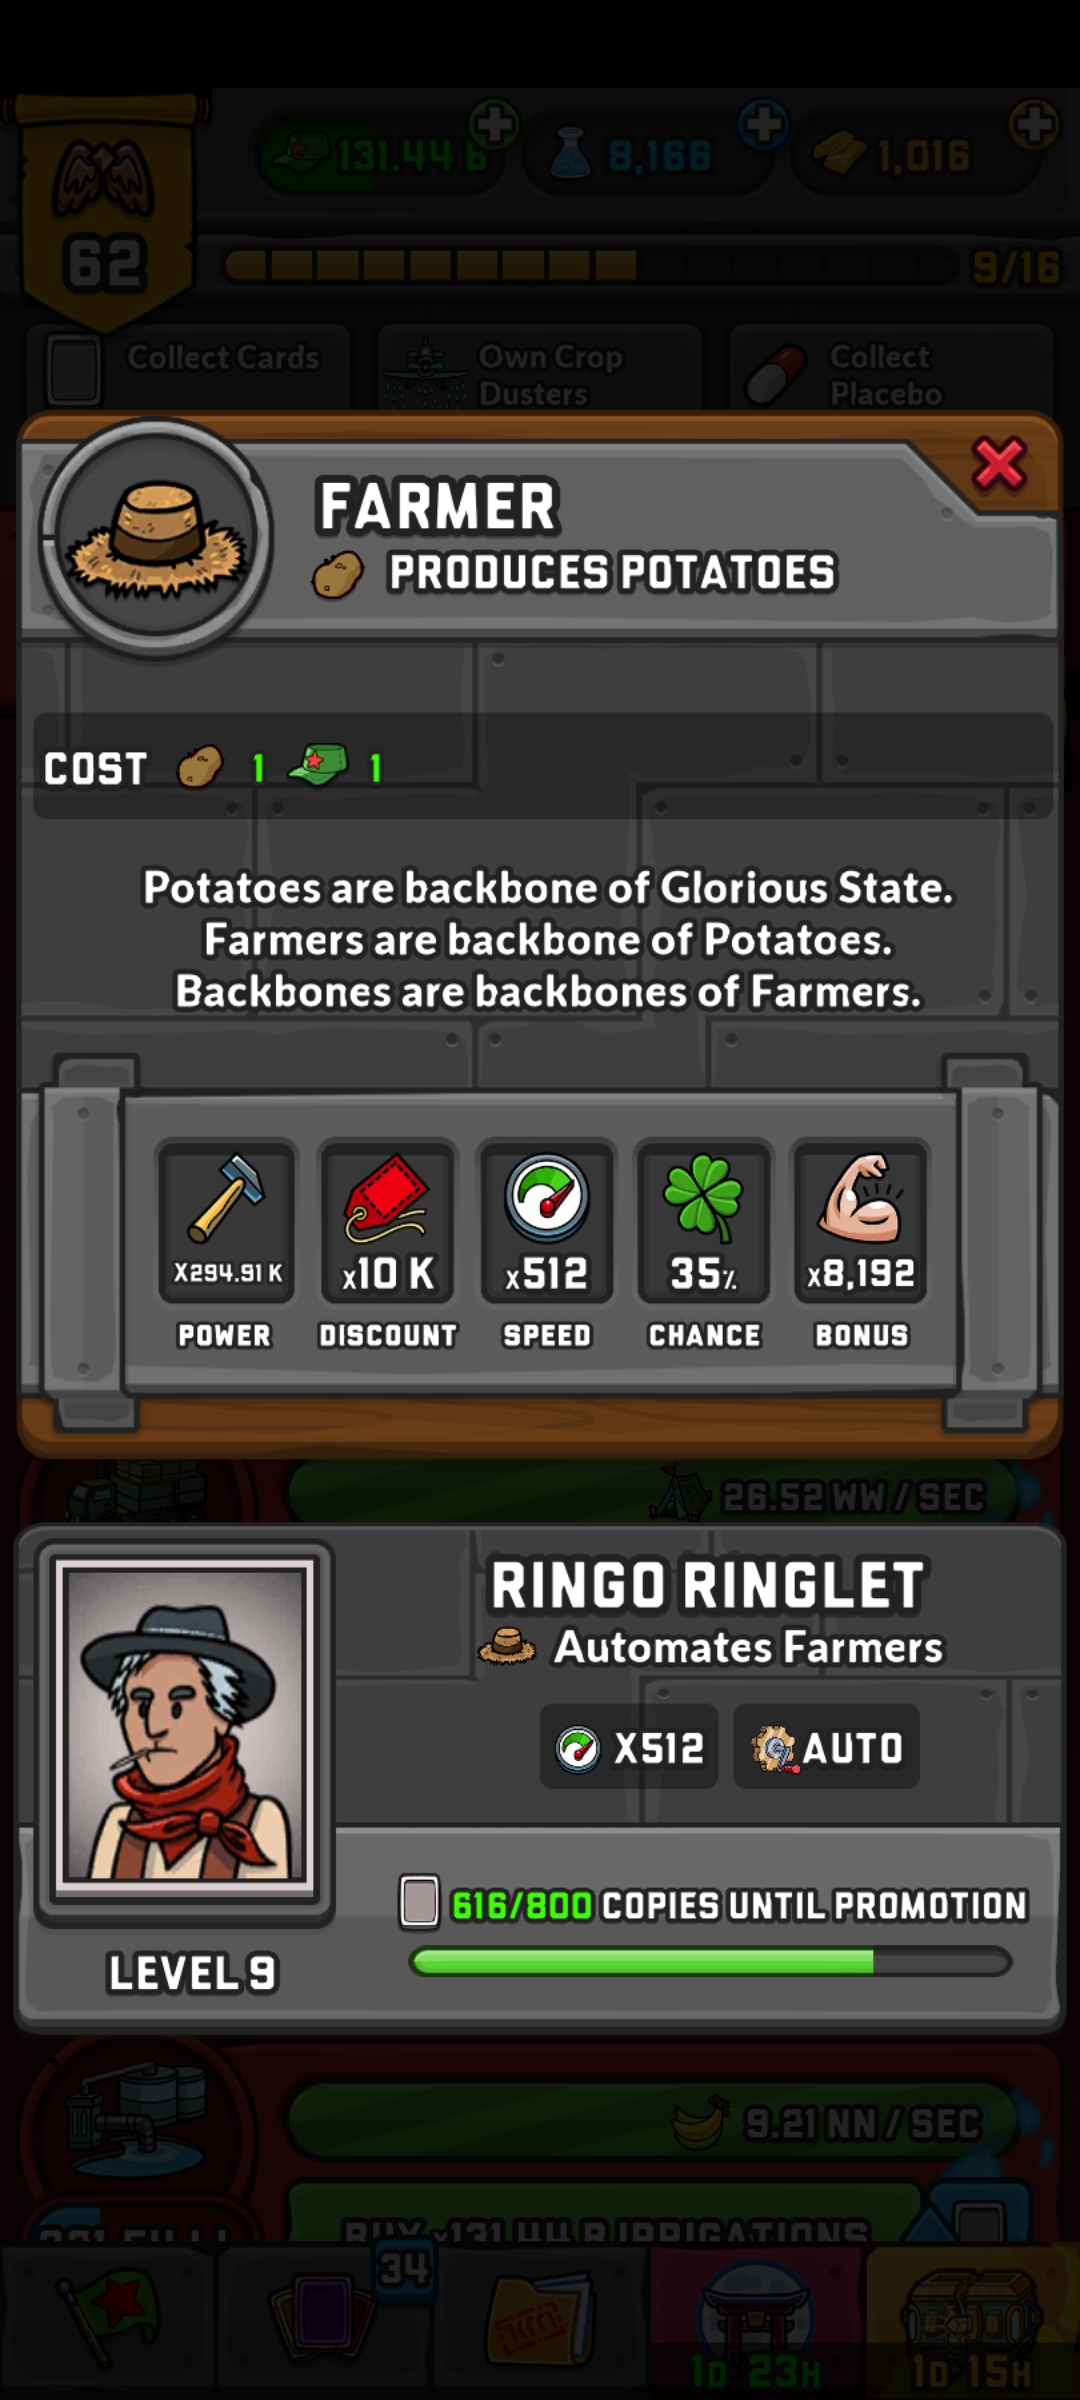 131.44 B
8,166
1,016
62
9/16
Collect Cards
Own Crop
Dusters
Collect
Placebo
FARMER
PRODUCES POTATOES
COST 1 1
Potatoes are backbone of Glorious State.
Farmers are backbone of Potatoes.
Backbones are backbones of Farmers.
X294.91 K
x10 K
x512
35%
x8,192
POWER
DISCOUNT
SPEED
CHANCE
BONUS
26.52 WW / SEC
RINGO RINGLET
Automates Farmers
X512
AUTO
616/800 COPIES UNTIL PROMOTION
LEVEL 9
9.21 NN / SEC
BUY x131.44 B IRRIGATIONS
34
1D 23H
1D 15H